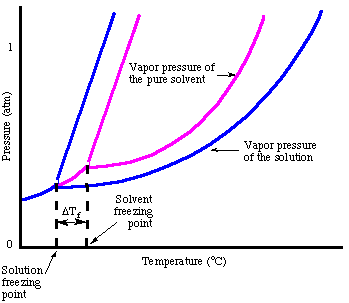 1
Vapor pressure of
the pure solvent
Pressure (atm)
Vapor pressure
of the solution
ΔTf
Solvent
freezing
point
0
Temperature (°C)
Solution
freezing
point